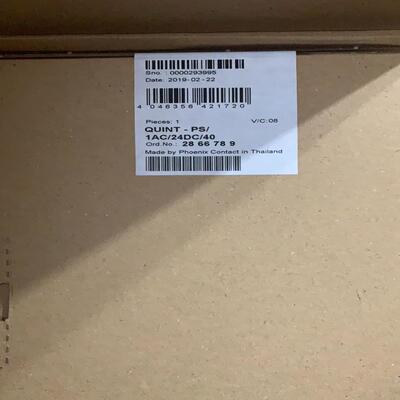 Sno. : 0000293995
Date: 2019-02-22
4 046356 421720
Pieces: 1 V/C:08
QUINT - PS/
1AC/24DC/40
Ord.No.: 28 66 78 9
Made by Phoenix Contact in Thailand